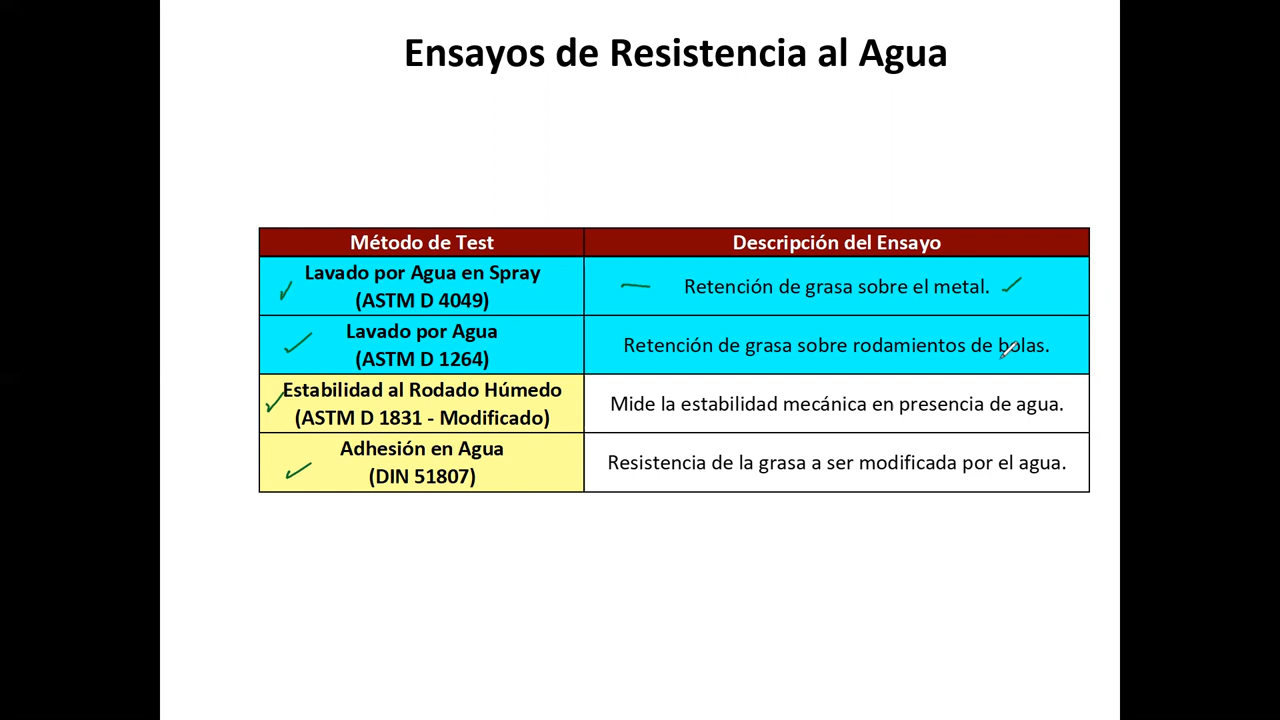 Ensayos de Resistencia al Agua
Método de Test
Descripción del Ensayo
Lavado por Agua en Spray
(ASTM D 4049)
Retención de grasa sobre el metal.
Lavado por Agua
(ASTM D 1264)
Retención de grasa sobre rodamientos de bolas.
Estabilidad al Rodado Húmedo
(ASTM D 1831 - Modificado)
Mide la estabilidad mecánica en presencia de agua.
Adhesión en Agua
(DIN 51807)
Resistencia de la grasa a ser modificada por el agua.